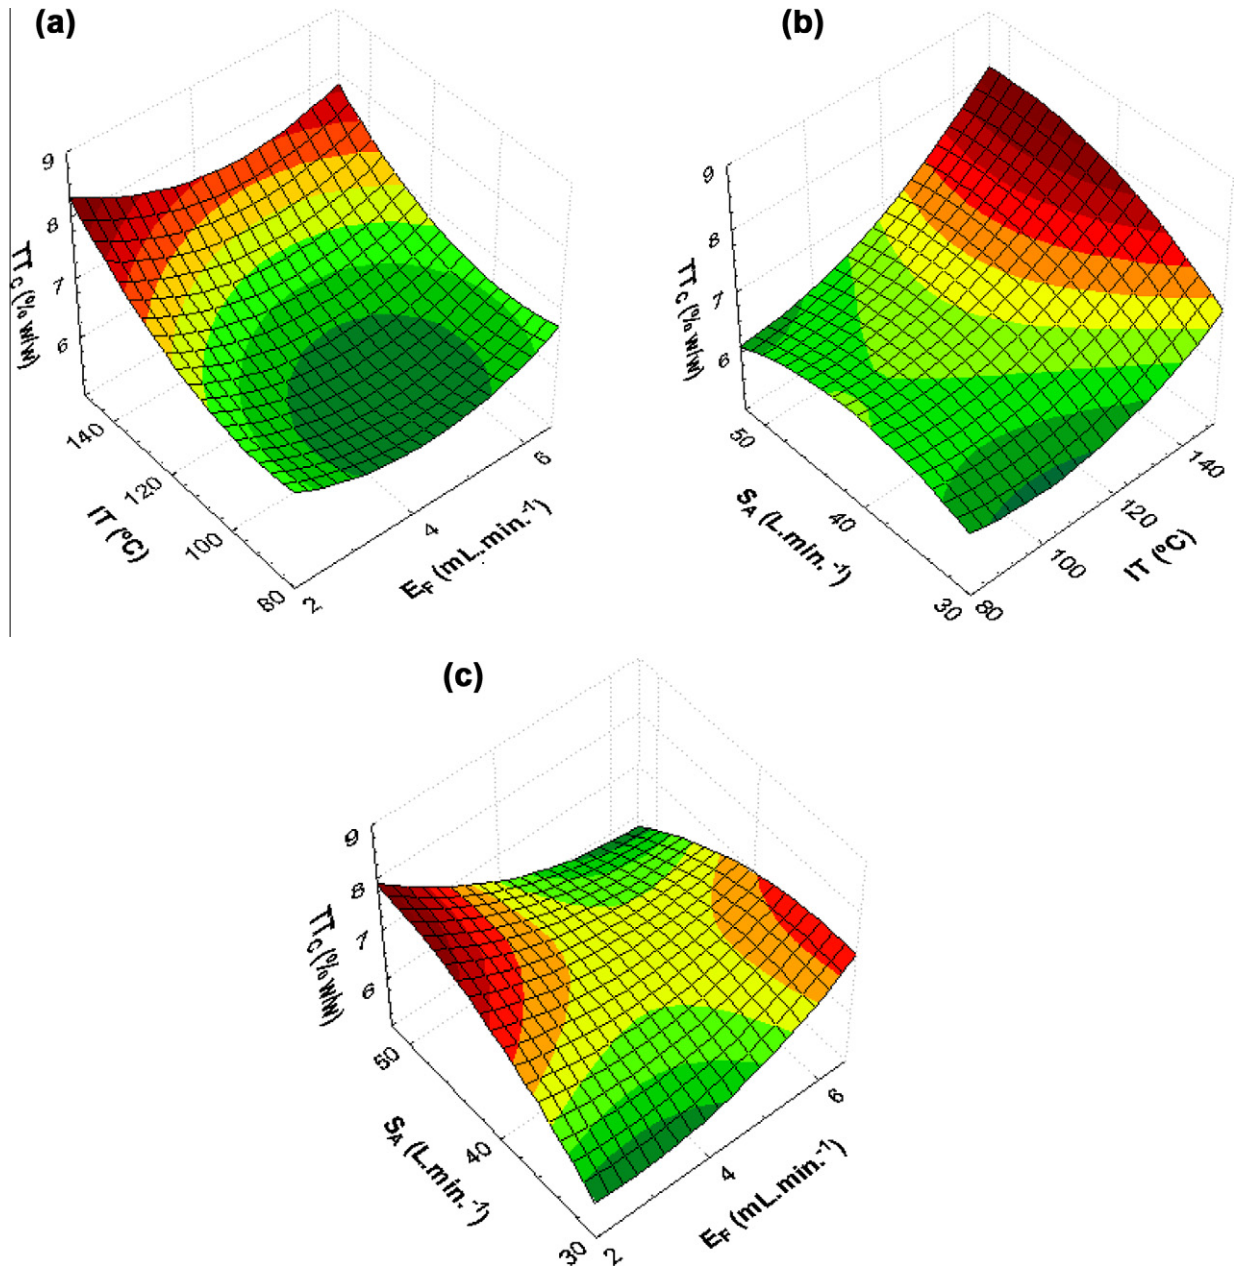 (a)
9
8
7
6
TT_C (% w/w)
140
120
100
80
IT (ºC)
2
4
6
E_F (mL.min.⁻¹)
(b)
9
8
7
6
TT_C (% w/w)
50
40
30
S_A (L.min.⁻¹)
80
100
120
140
IT (ºC)
(c)
9
8
7
6
TT_C (% w/w)
50
40
30
S_A (L.min.⁻¹)
2
4
6
E_F (mL.min.⁻¹)